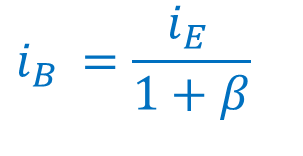 i_B = i_E / (1 + β)